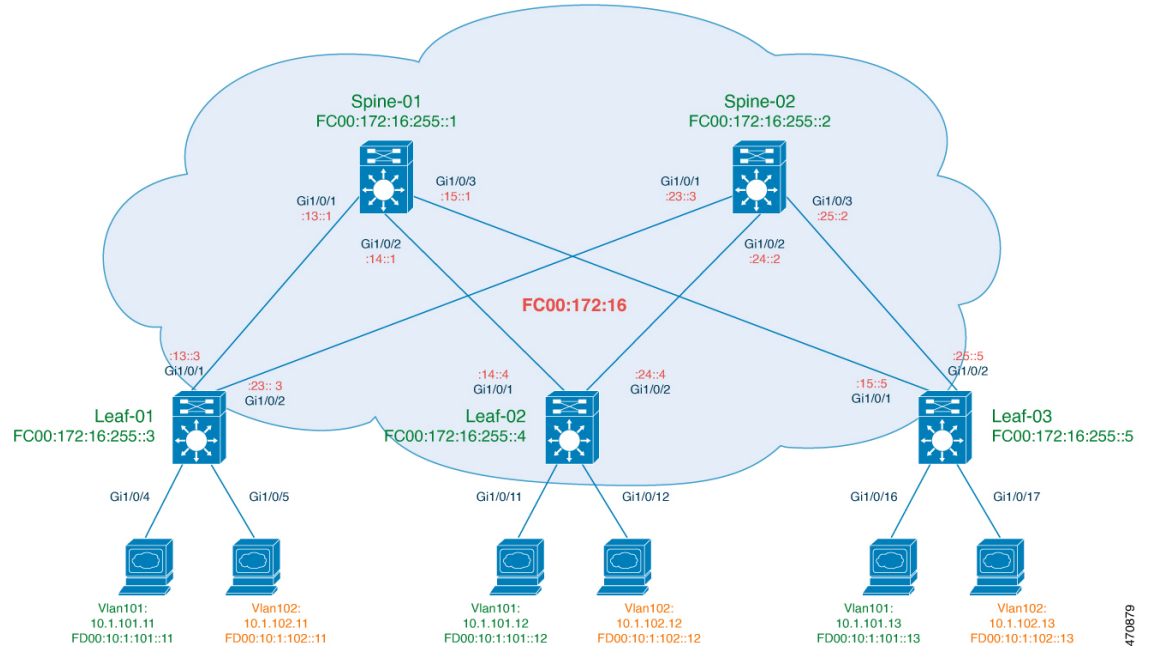 Spine-01
FC00:172:16:255::1
Spine-02
FC00:172:16:255::2
Gi1/0/1
:13::1
Gi1/0/3
:15::1
Gi1/0/2
:14::1
Gi1/0/1
:23::3
Gi1/0/3
:25::2
Gi1/0/2
:24::2
FC00:172:16
:13::3
Gi1/0/1
:23:: 3
Gi1/0/2
:14::4
Gi1/0/1
:24::4
Gi1/0/2
:15::5
Gi1/0/1
:25::5
Gi1/0/2
Leaf-01
FC00:172:16:255::3
Leaf-02
FC00:172:16:255::4
Leaf-03
FC00:172:16:255::5
Gi1/0/4
Gi1/0/5
Gi1/0/11
Gi1/0/12
Gi1/0/16
Gi1/0/17
Vlan101:
10.1.101.11
FD00:10:1:101::11
Vlan102:
10.1.102.11
FD00:10:1:102::11
Vlan101:
10.1.101.12
FD00:10:1:101::12
Vlan102:
10.1.102.12
FD00:10:1:102::12
Vlan101:
10.1.101.13
FD00:10:1:101::13
Vlan102:
10.1.102.13
FD00:10:1:102::13
470879